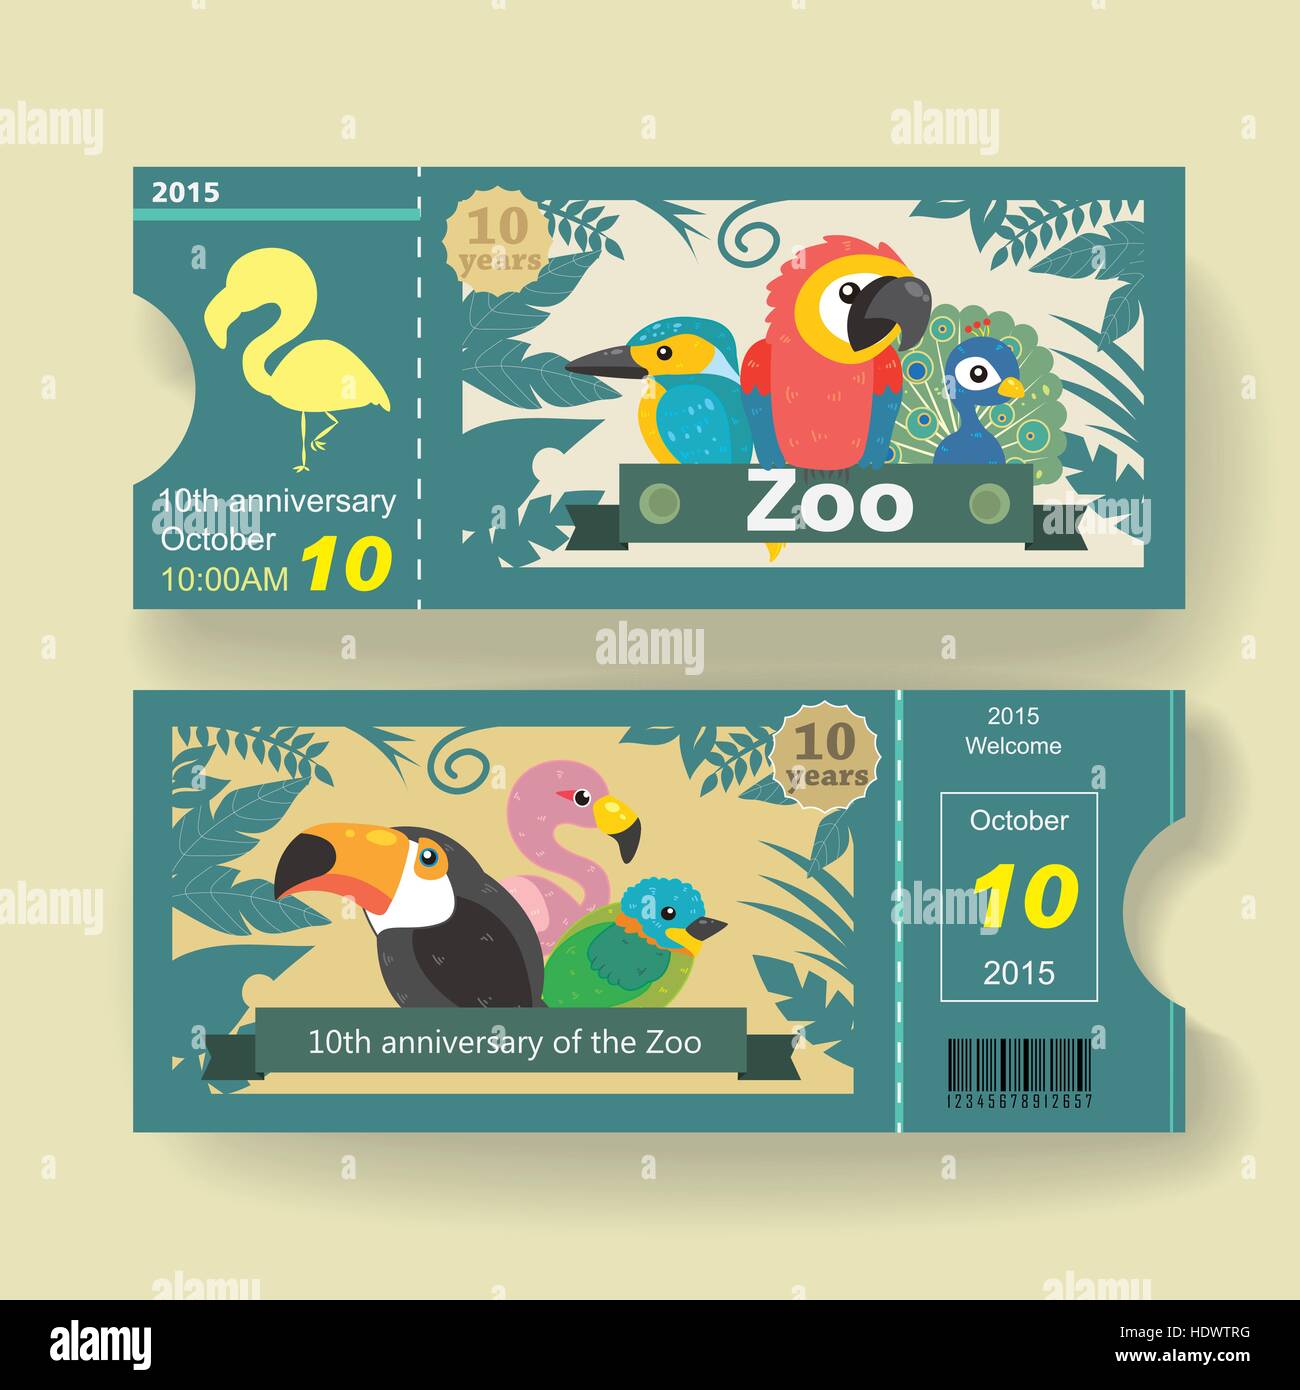 2015
10
years
10th anniversary
October
10:00AM 10
Zoo
10
years
10th anniversary of the Zoo
2015
Welcome
October
10
2015
12345678912657
alamy
Image ID: HDWTRG
www.alamy.com